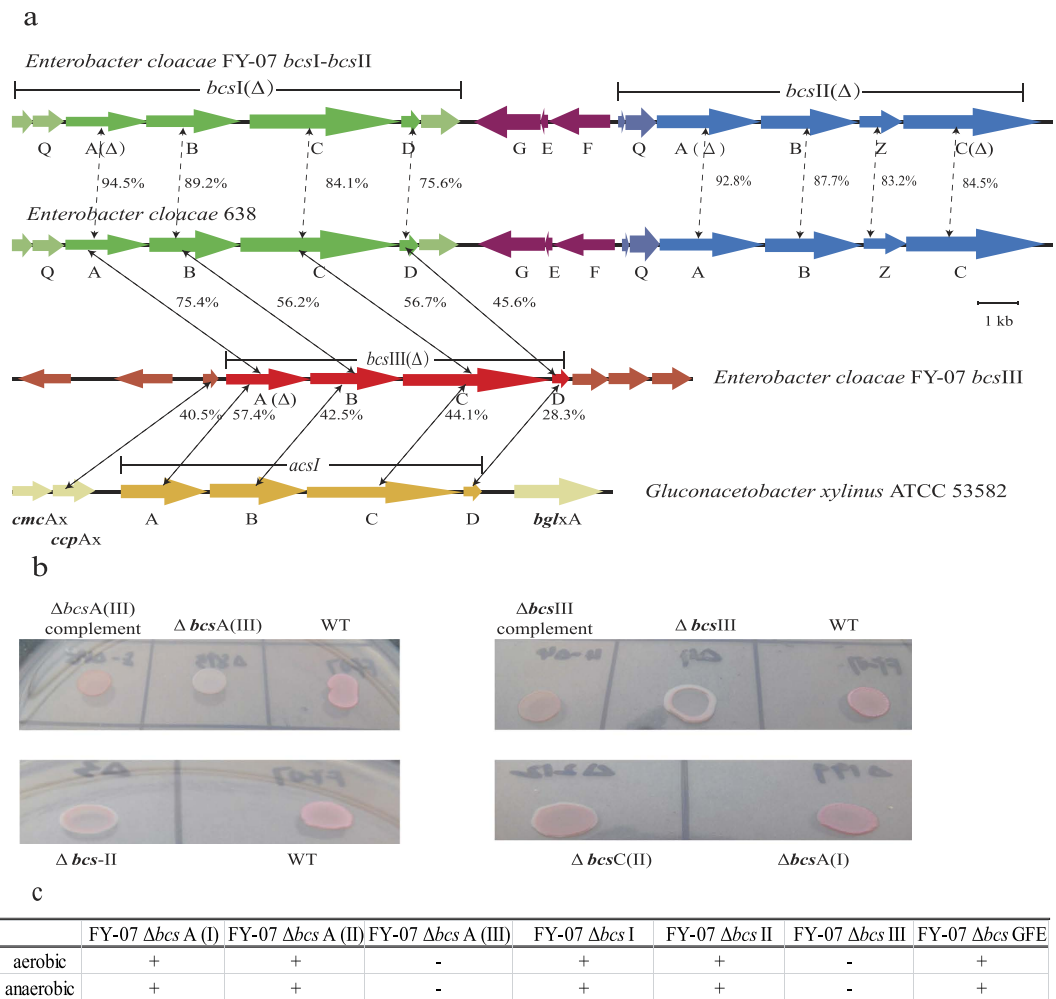 a
Enterobacter cloacae FY-07 bcsI-bcsII
bcsI(Δ)
bcsII(Δ)
Q A(Δ) B C D G E F Q A (Δ) B Z C(Δ)
94.5% 89.2% 84.1% 75.6% 92.8% 87.7% 83.2% 84.5%
Enterobacter cloacae 638
Q A B C D G E F Q A B Z C
75.4% 56.2% 56.7% 45.6%
1 kb
bcsIII(Δ)
Enterobacter cloacae FY-07 bcsIII
A (Δ) B C D
40.5% 57.4% 42.5% 44.1% 28.3%
acsI
Gluconacetobacter xylinus ATCC 53582
cmcAx A B C D bglxA
ccpAx
b
ΔbcsA(III) complement
Δ bcsA(III)
WT
ΔbcsIII complement
Δ bcsIII
WT
Δ bcs-II
WT
Δ bcsC(II)
ΔbcsA(I)
c
FY-07 Δbcs A (I) FY-07 Δbcs A (II) FY-07 Δbcs A (III) FY-07 Δbcs I FY-07 Δbcs II FY-07 Δbcs III FY-07 Δbcs GFE
aerobic + + - + + - +
anaerobic + + - + + - +